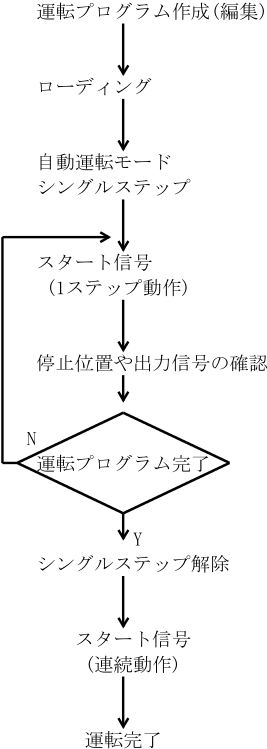 運転プログラム作成(編集)
ローディング
自動運転モード
シングルステップ
スタート信号
(1ステップ動作)
停止位置や出力信号の確認
N
運転プログラム完了
Y
シングルステップ解除
スタート信号
(連続動作)
運転完了